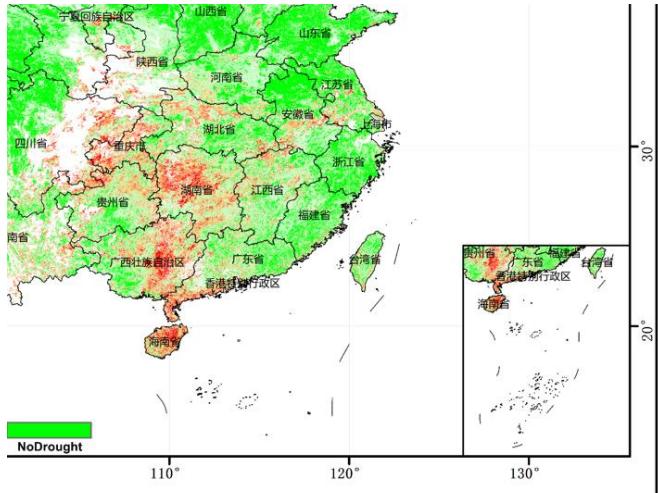 宁夏回族自治区
山西省
山东省
陕西省
河南省
江苏省
安徽省
上海市
四川省
重庆市
湖北省
浙江省
贵州省
湖南省
江西省
福建省
南省
广西壮族自治区
广东省
台湾省
香港特别行政区
海南省
贵州省
广东省
福建省
台湾省
香港特别行政区
海南省
NoDrought
30°
20°
110°
120°
130°